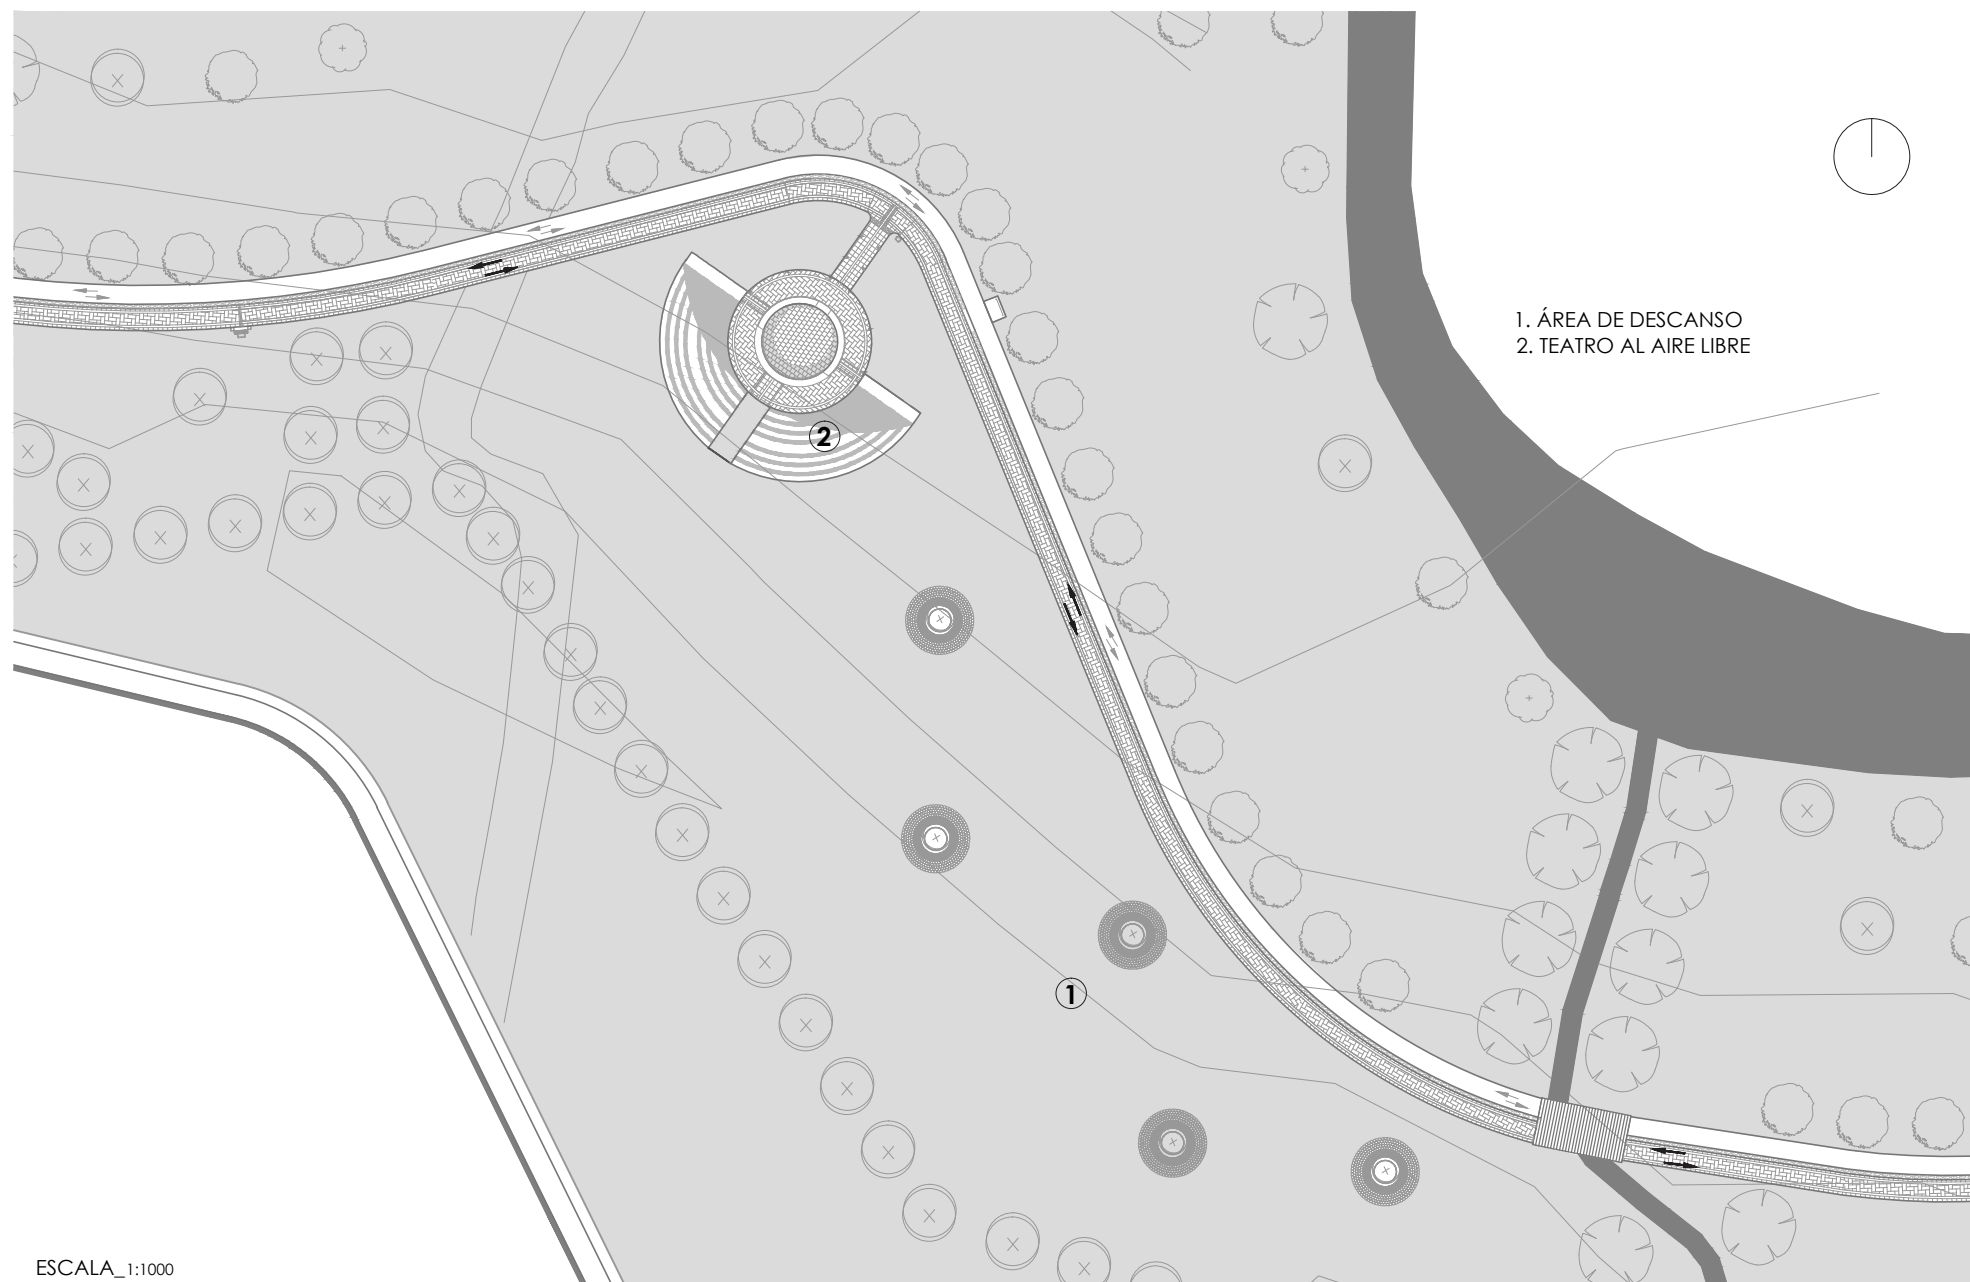 1. ÁREA DE DESCANSO
2. TEATRO AL AIRE LIBRE
2
1
ESCALA_1:1000